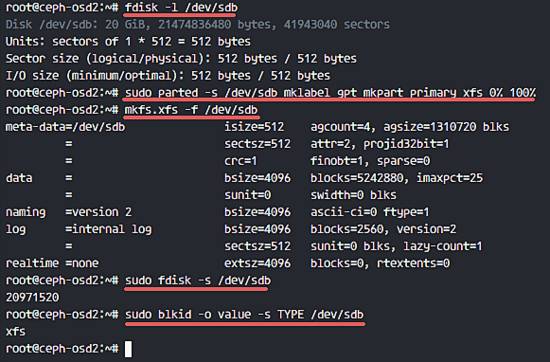 root@ceph-osd2:~# fdisk -l /dev/sdb
Disk /dev/sdb: 20 GiB, 21474836480 bytes, 41943040 sectors
Units: sectors of 1 * 512 = 512 bytes
Sector size (logical/physical): 512 bytes / 512 bytes
I/O size (minimum/optimal): 512 bytes / 512 bytes
root@ceph-osd2:~# sudo parted -s /dev/sdb mklabel gpt mkpart primary xfs 0% 100%
root@ceph-osd2:~# mkfs.xfs -f /dev/sdb
meta-data=/dev/sdb isize=512 agcount=4, agsize=1310720 blks
= sectsz=512 attr=2, projid32bit=1
= crc=1 finobt=1, sparse=0
data = bsize=4096 blocks=5242880, imaxpct=25
= sunit=0 swidth=0 blks
naming =version 2 bsize=4096 ascii-ci=0 ftype=1
log =internal log bsize=4096 blocks=2560, version=2
= sectsz=512 sunit=0 blks, lazy-count=1
realtime =none extsz=4096 blocks=0, rtextents=0
root@ceph-osd2:~# sudo fdisk -s /dev/sdb
20971520
root@ceph-osd2:~# sudo blkid -o value -s TYPE /dev/sdb
xfs
root@ceph-osd2:~#